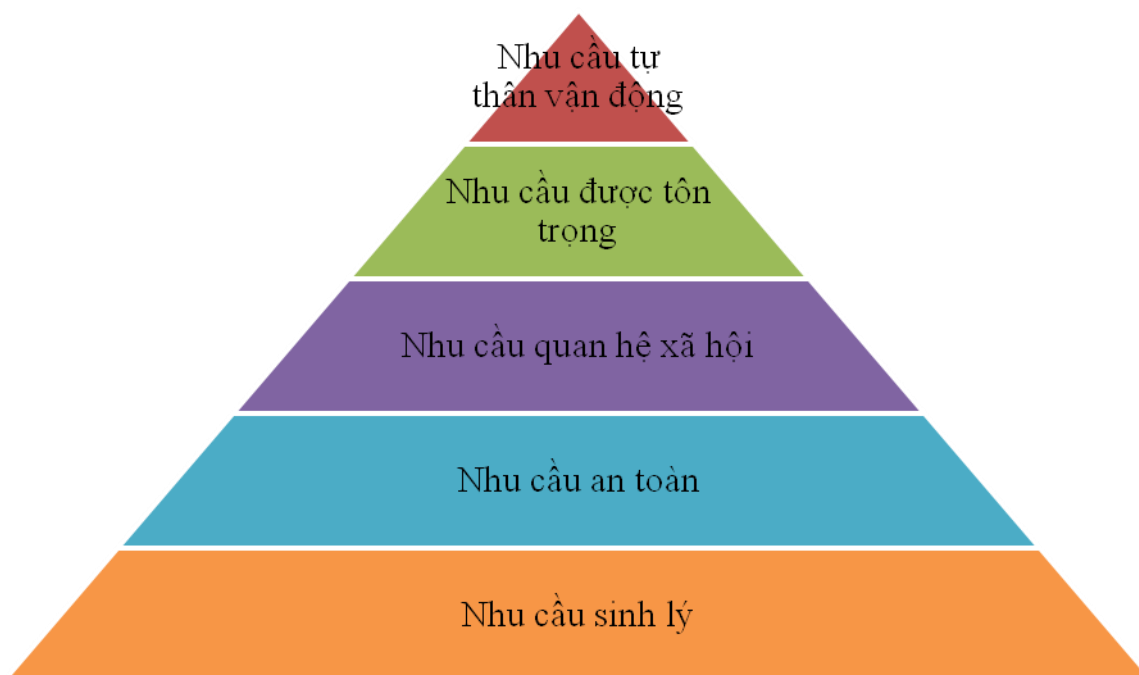 Nhu cầu tự
thân vận động
Nhu cầu được tôn
trọng
Nhu cầu quan hệ xã hội
Nhu cầu an toàn
Nhu cầu sinh lý